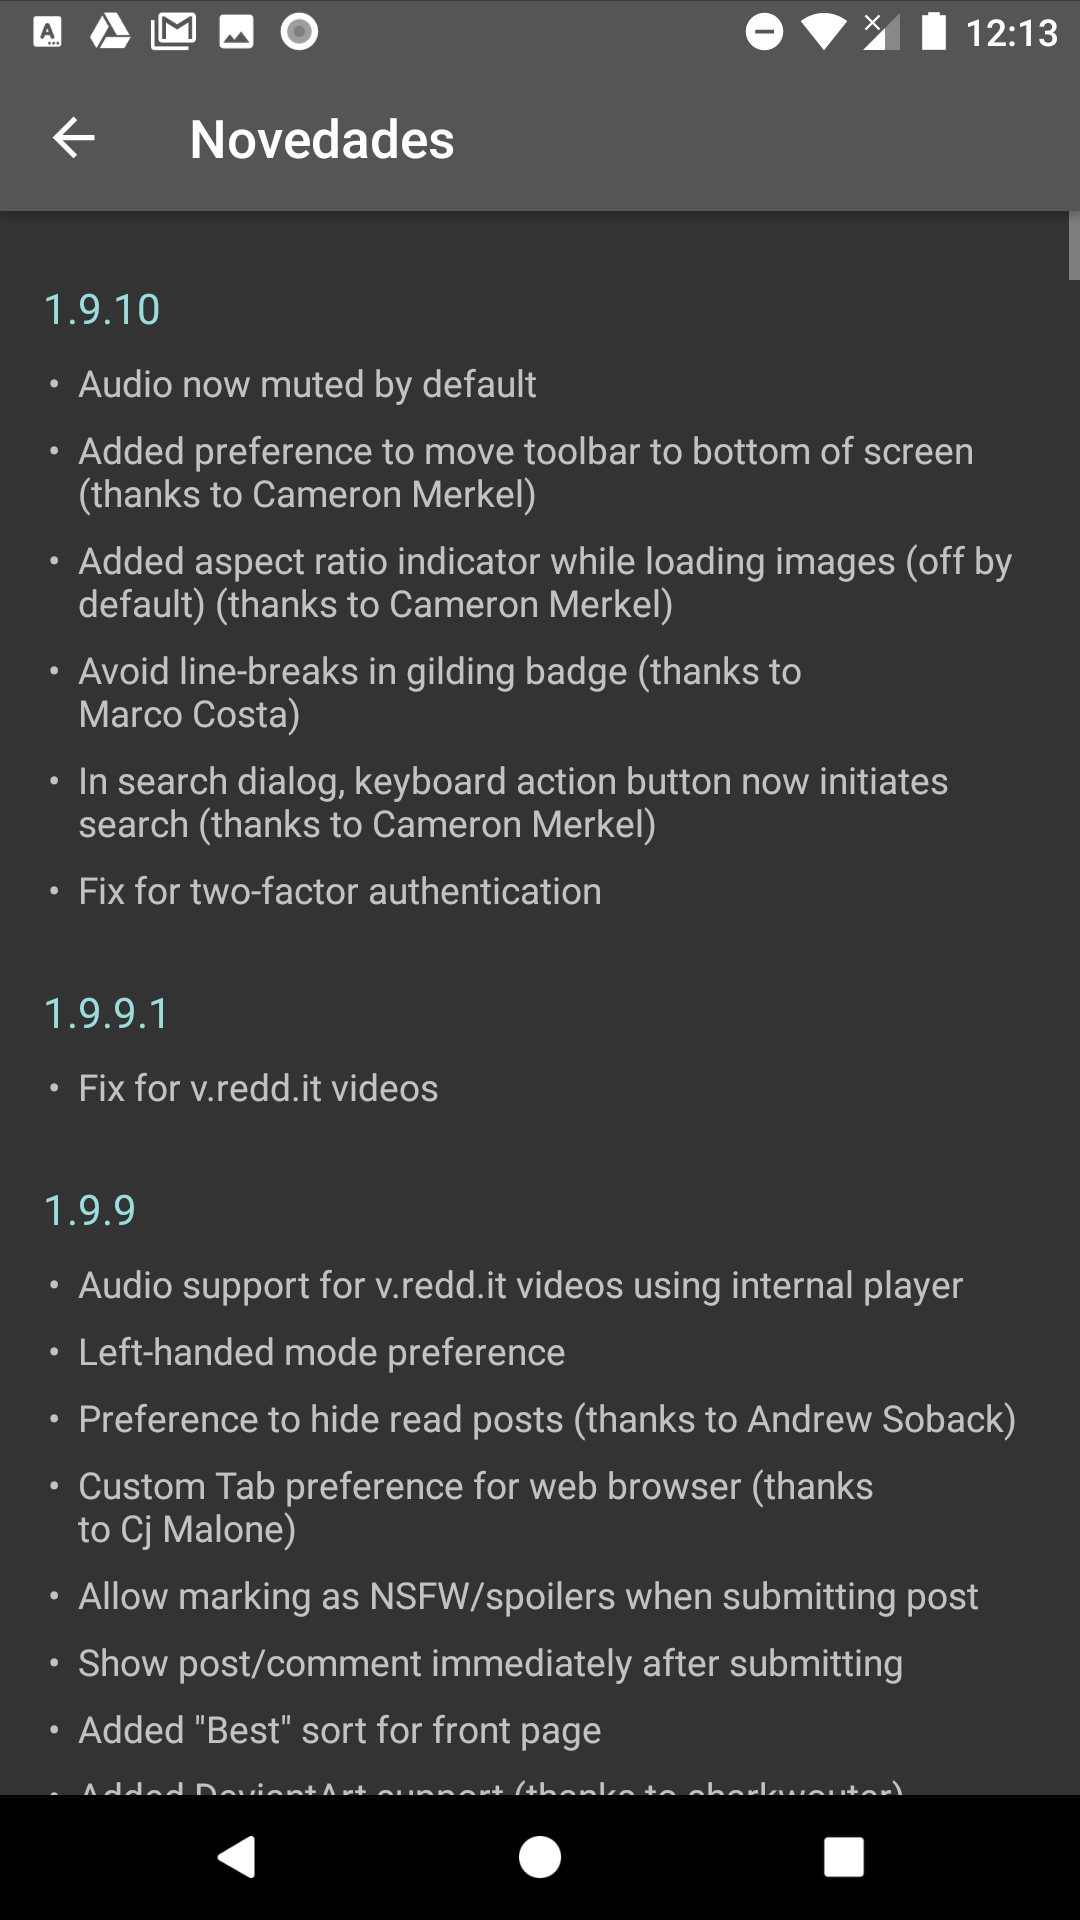 12:13
Novedades
1.9.10
• Audio now muted by default
• Added preference to move toolbar to bottom of screen
(thanks to Cameron Merkel)
• Added aspect ratio indicator while loading images (off by
default) (thanks to Cameron Merkel)
• Avoid line-breaks in gilding badge (thanks to
Marco Costa)
• In search dialog, keyboard action button now initiates
search (thanks to Cameron Merkel)
• Fix for two-factor authentication
1.9.9.1
• Fix for v.redd.it videos
1.9.9
• Audio support for v.redd.it videos using internal player
• Left-handed mode preference
• Preference to hide read posts (thanks to Andrew Soback)
• Custom Tab preference for web browser (thanks
to Cj Malone)
• Allow marking as NSFW/spoilers when submitting post
• Show post/comment immediately after submitting
• Added "Best" sort for front page
• Added DeviantArt support (thanks to sharkwouter)